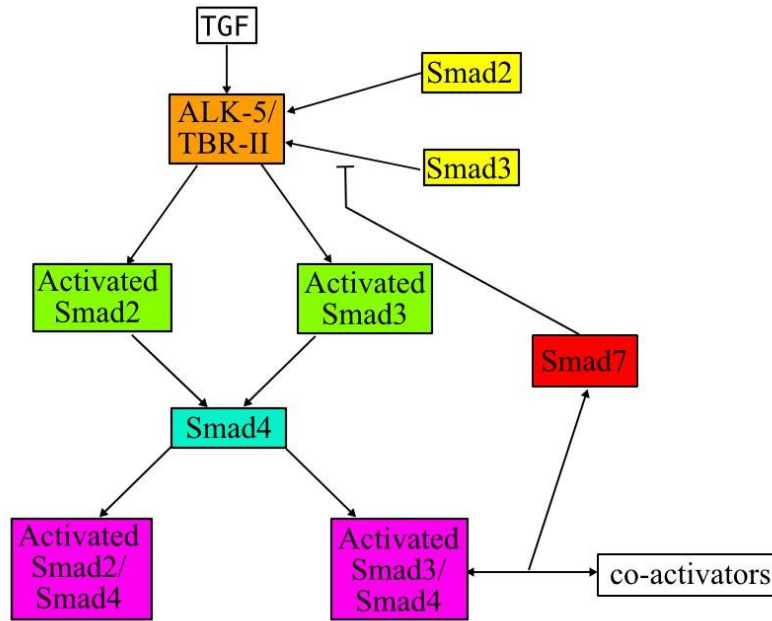 TGF
Smad2
ALK-5/
TBR-II
Smad3
Activated
Smad2
Activated
Smad3
Smad7
Smad4
Activated
Smad2/
Smad4
Activated
Smad3/
Smad4
co-activators